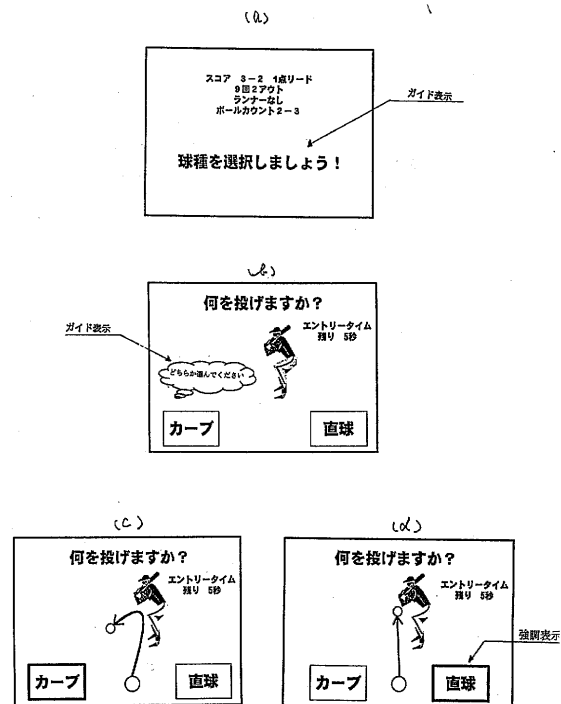 (a)
スコア 3－2 1点リード
9回2アウト
ランナーなし
ボールカウント2－3
ガイド表示
球種を選択しましょう！
(b)
何を投げますか？
ガイド表示
エントリータイム
残り 5秒
どちらか選んでください
カーブ
直球
(c)
何を投げますか？
エントリータイム
残り 5秒
カーブ
直球
(d)
何を投げますか？
エントリータイム
残り 5秒
強調表示
カーブ
直球